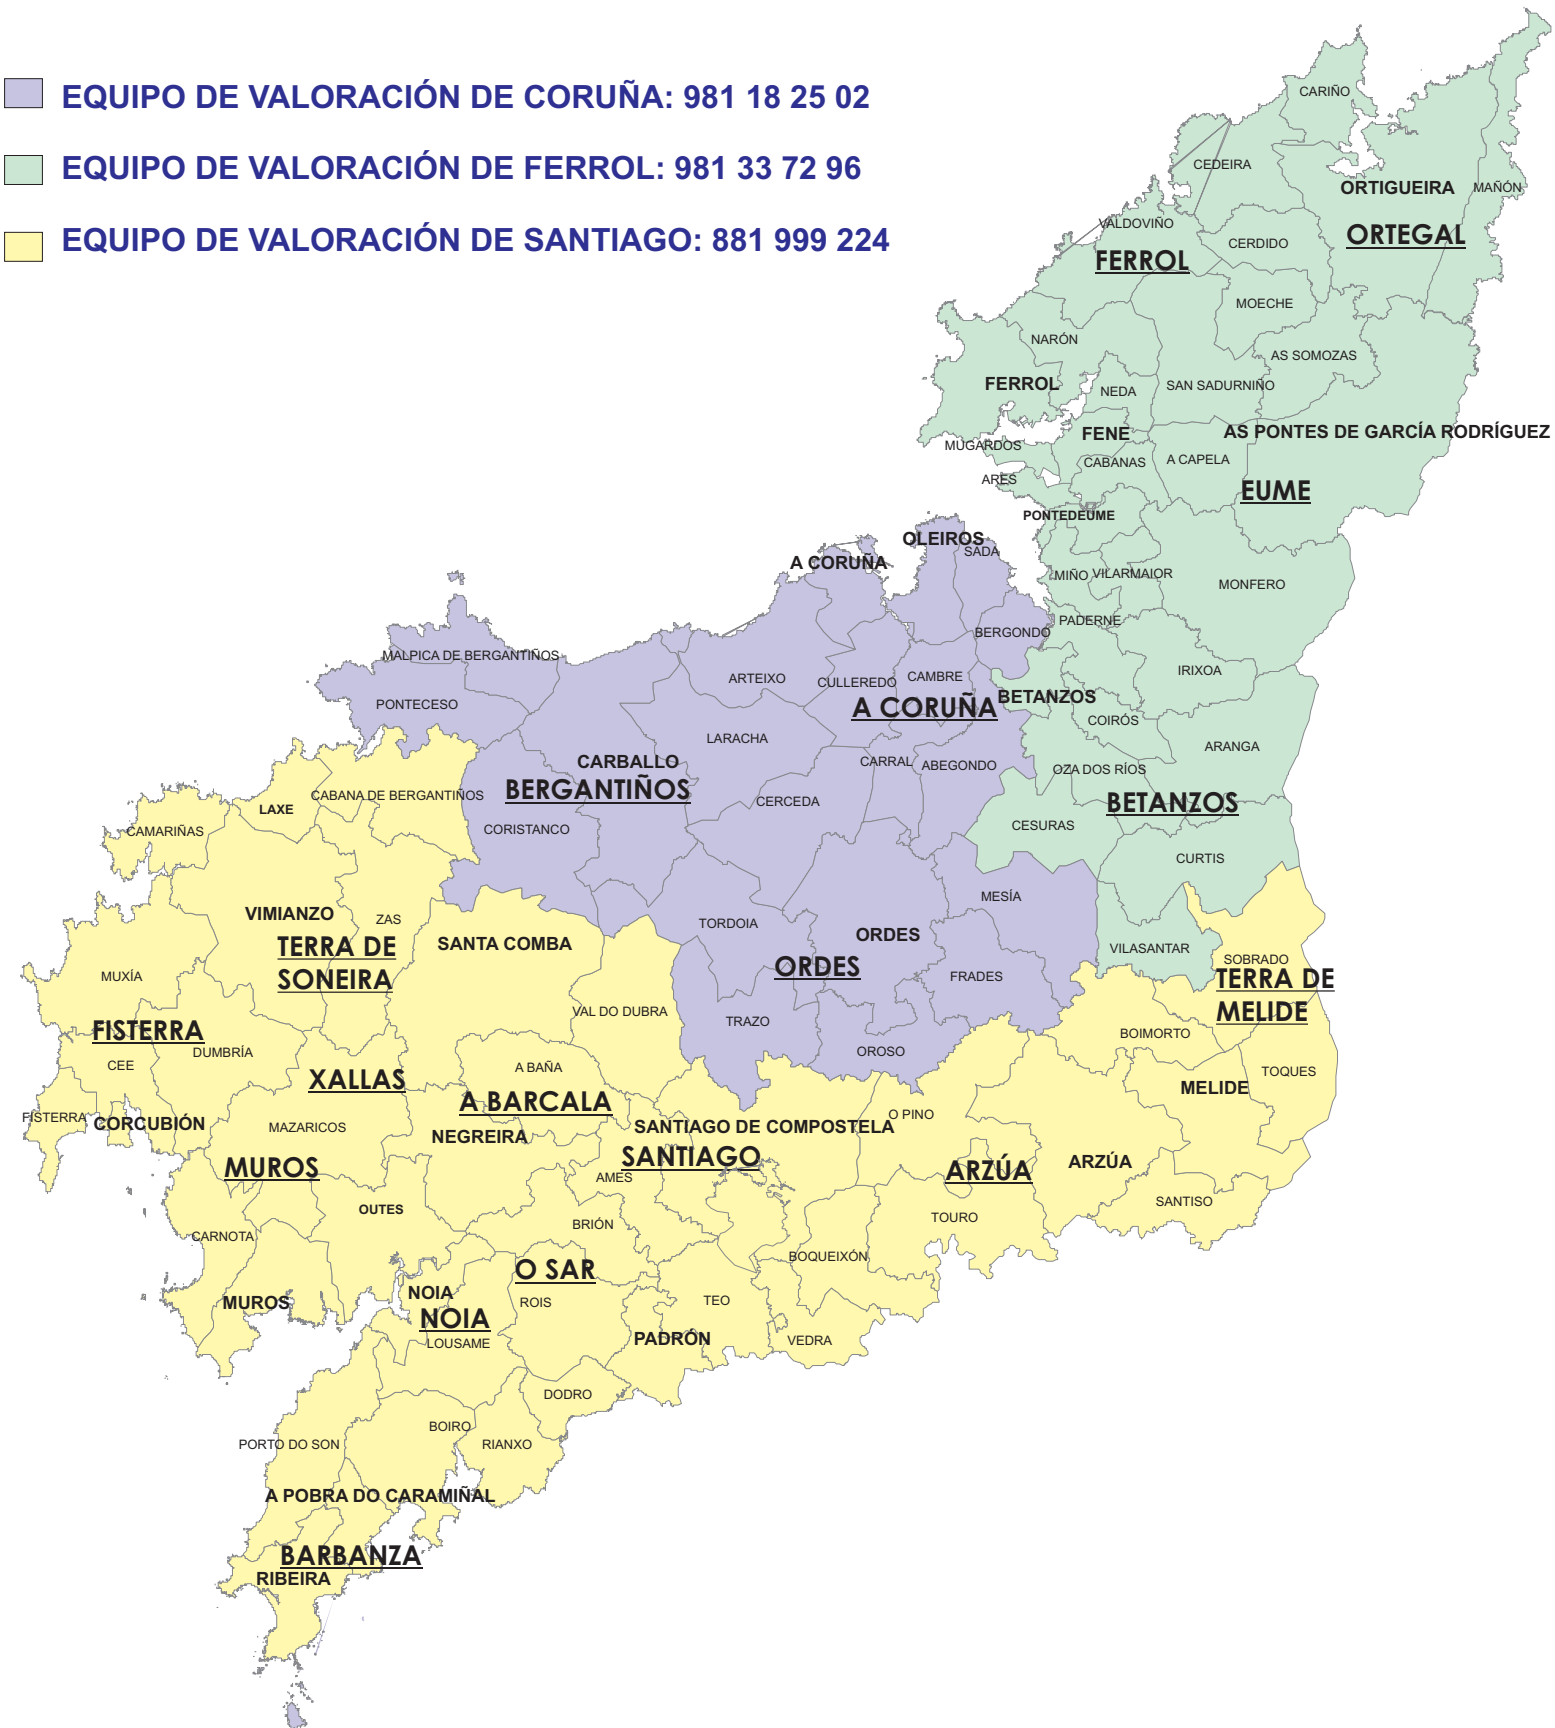 EQUIPO DE VALORACIÓN DE CORUÑA: 981 18 25 02
EQUIPO DE VALORACIÓN DE FERROL: 981 33 72 96
EQUIPO DE VALORACIÓN DE SANTIAGO: 881 999 224
CARIÑO
CEDEIRA
ORTIGUEIRA
MAÑÓN
VALDOVIÑO
CERDIDO
ORTEGAL
FERROL
MOECHE
NARÓN
AS SOMOZAS
FERROL
NEDA
SAN SADURNIÑO
MUGARDOS
FENE
AS PONTES DE GARCÍA RODRÍGUEZ
CABANAS
A CAPELA
ARES
EUME
PONTEDEUME
OLEIROS
SADA
A CORUÑA
MIÑO
VILARMAIOR
MONFERO
PADERNE
BERGONDO
MALPICA DE BERGANTIÑOS
IRIXOA
ARTEIXO
CULLEREDO
CAMBRE
PONTECESO
BETANZOS
A CORUÑA
COIRÓS
LARACHA
ARANGA
CARBALLO
CARRAL
ABEGONDO
OZA DOS RÍOS
BERGANTIÑOS
CABANA DE BERGANTIÑOS
CERCEDA
BETANZOS
LAXE
CAMARIÑAS
CORISTANCO
CESURAS
CURTIS
MESÍA
VIMIANZO
ZAS
TORDOIA
ORDES
SANTA COMBA
TERRA DE
SONEIRA
VILASANTAR
SOBRADO
ORDES
MUXÍA
FRADES
TERRA DE
MELIDE
VAL DO DUBRA
TRAZO
FISTERRA
DUMBRÍA
OROSO
BOIMORTO
CEE
A BAÑA
TOQUES
XALLAS
MELIDE
A BARCALA
FISTERRA
CORCUBIÓN
MAZARICOS
NEGREIRA
SANTIAGO DE COMPOSTELA
O PINO
SANTIAGO
MUROS
ARZÚA
ARZÚA
AMES
SANTISO
OUTES
BRIÓN
TOURO
CARNOTA
BOQUEIXÓN
O SAR
NOIA
ROIS
TEO
MUROS
NOIA
LOUSAME
PADRÓN
VEDRA
DODRO
BOIRO
PORTO DO SON
RIANXO
A POBRA DO CARAMIÑAL
BARBANZA
RIBEIRA